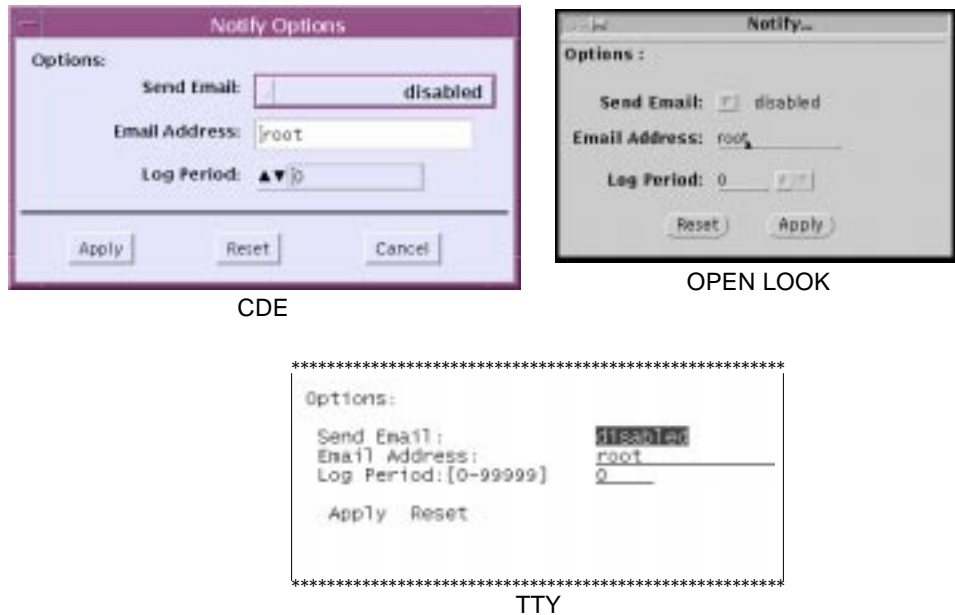 Notify Options
Options:
Send Email: disabled
Email Address: root
Log Period: ▲▼ 0
Apply Reset Cancel
CDE
Notify...
Options :
Send Email: disabled
Email Address: root
Log Period: 0
Reset Apply
OPEN LOOK
*********************************************************
Options:
Send Email: disabled
Email Address: root
Log Period:[0-99999] 0
Apply Reset
*********************************************************
TTY